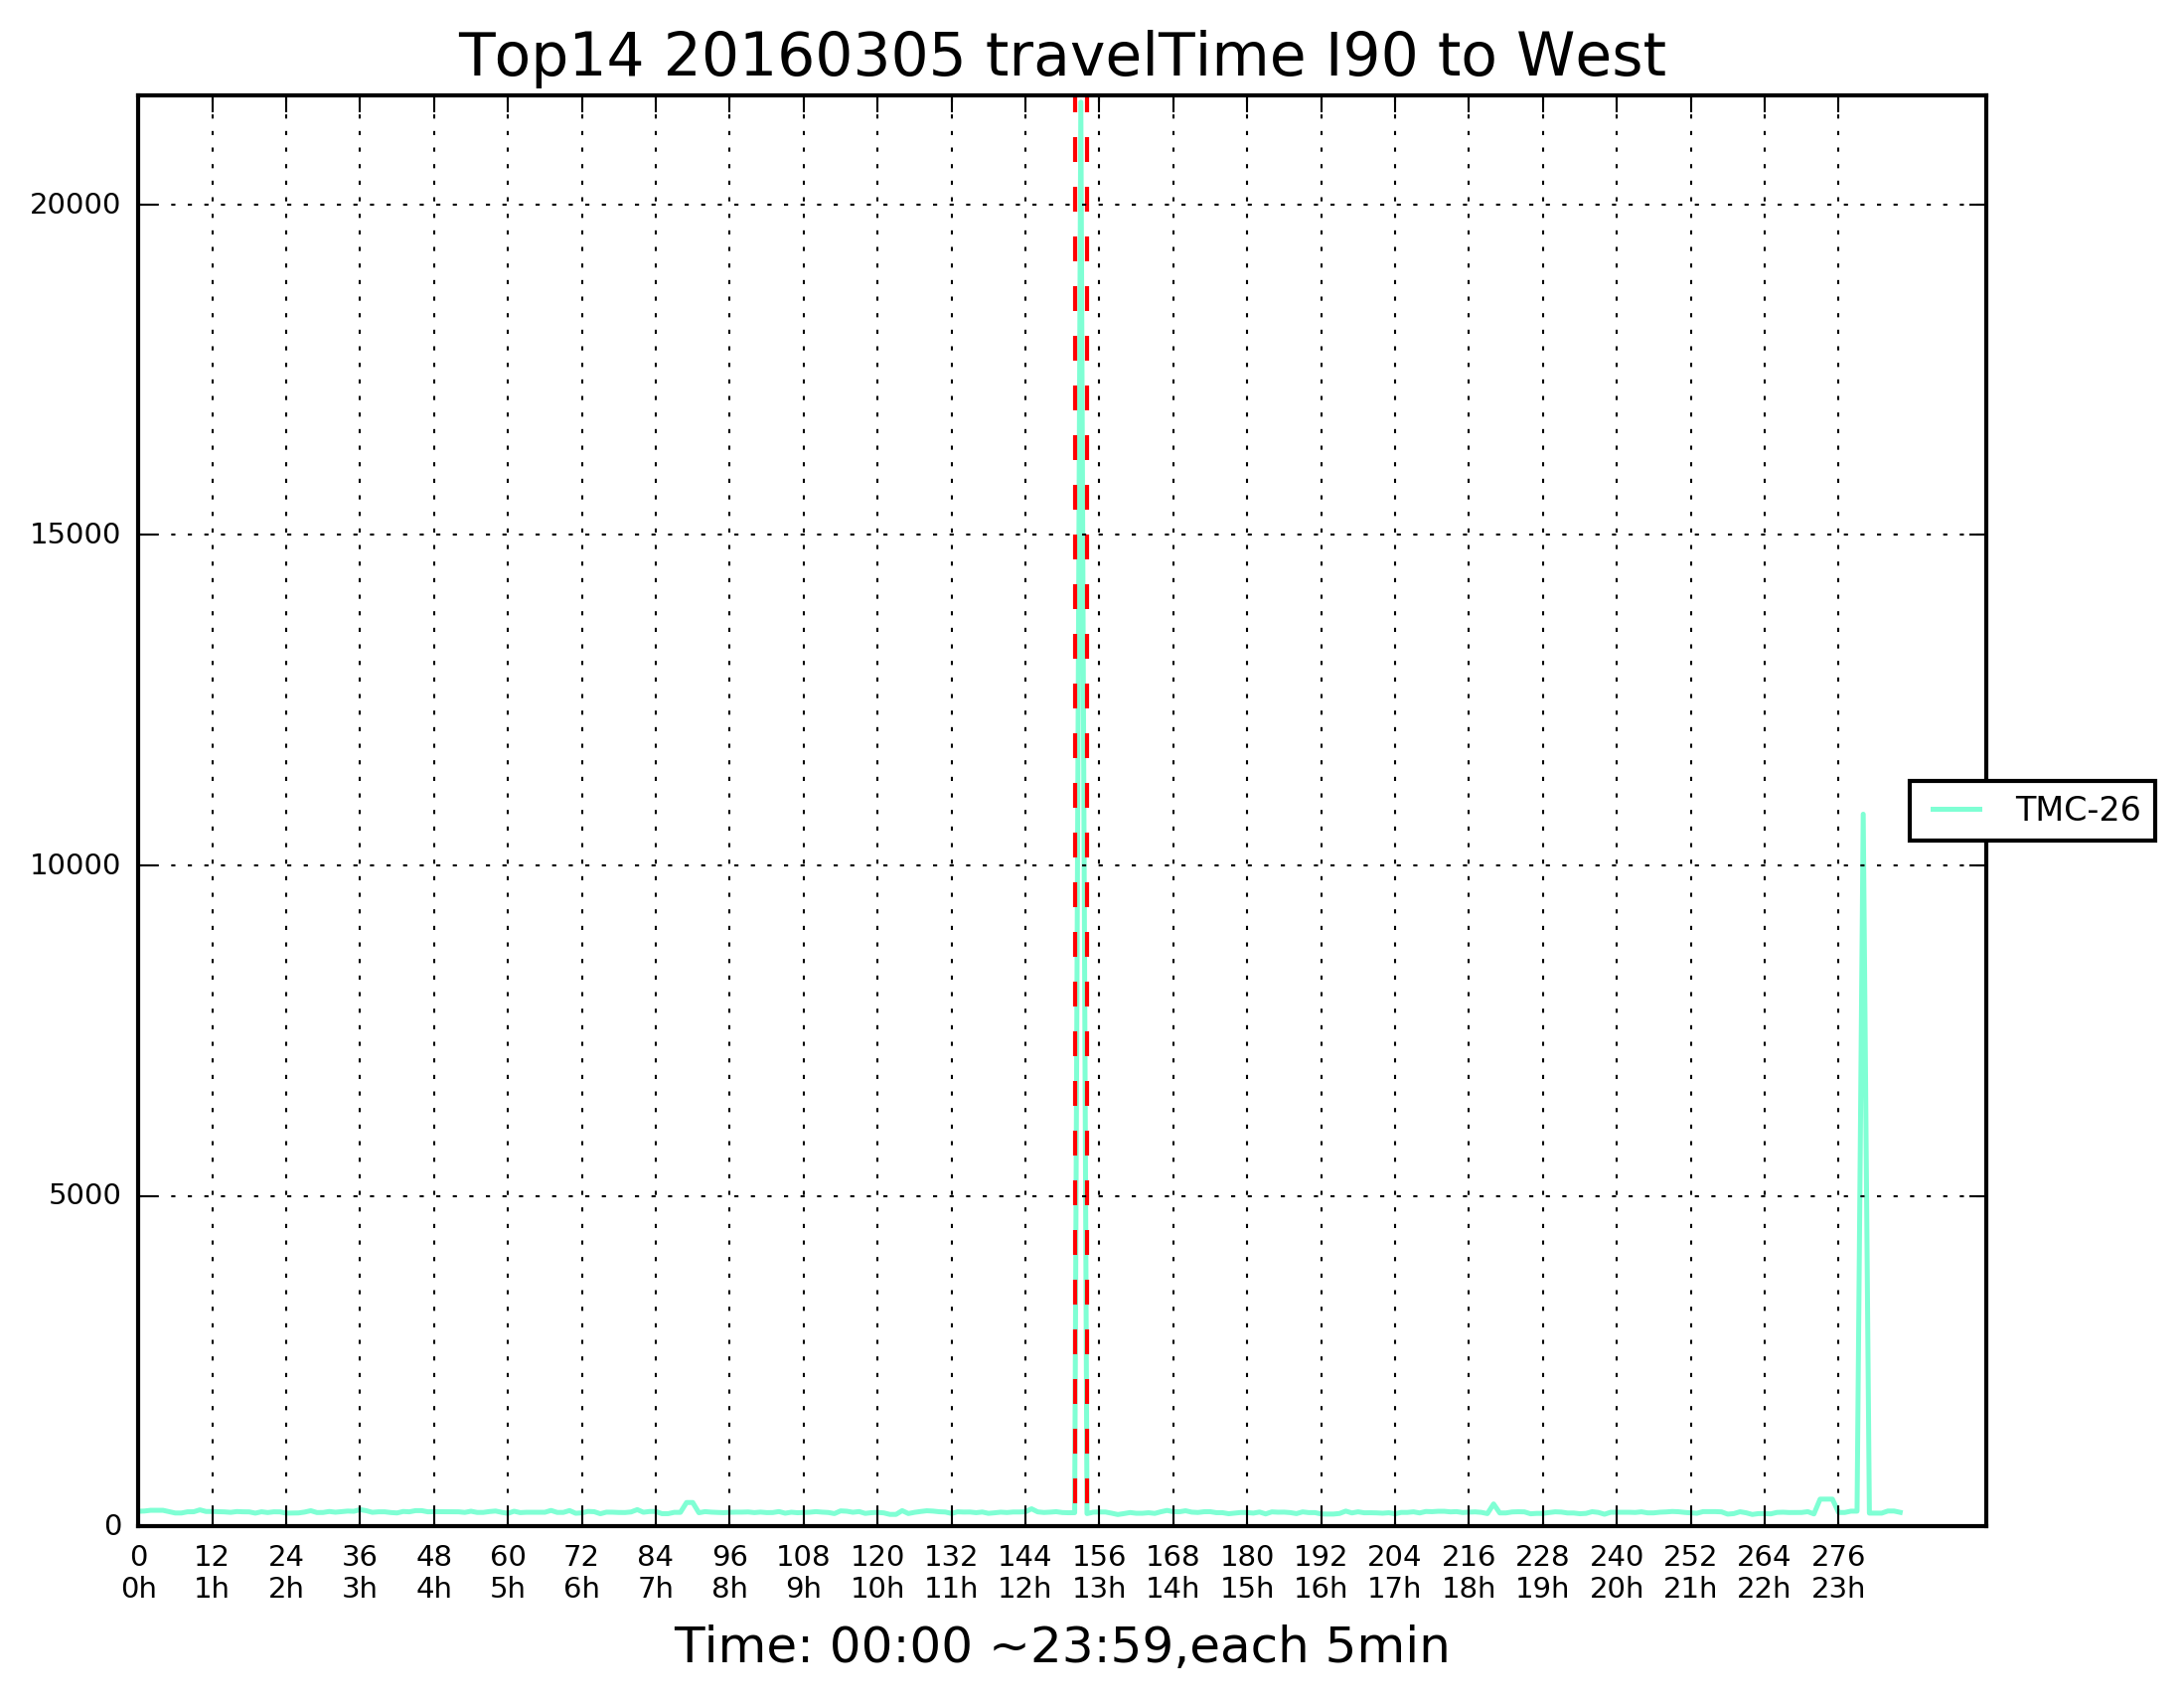 Top14 20160305 travelTime I90 to West
20000
15000
10000
5000
0
TMC-26
0 12 24 36 48 60 72 84 96 108 120 132 144 156 168 180 192 204 216 228 240 252 264 276
0h 1h 2h 3h 4h 5h 6h 7h 8h 9h 10h 11h 12h 13h 14h 15h 16h 17h 18h 19h 20h 21h 22h 23h
Time: 00:00 ~23:59,each 5min